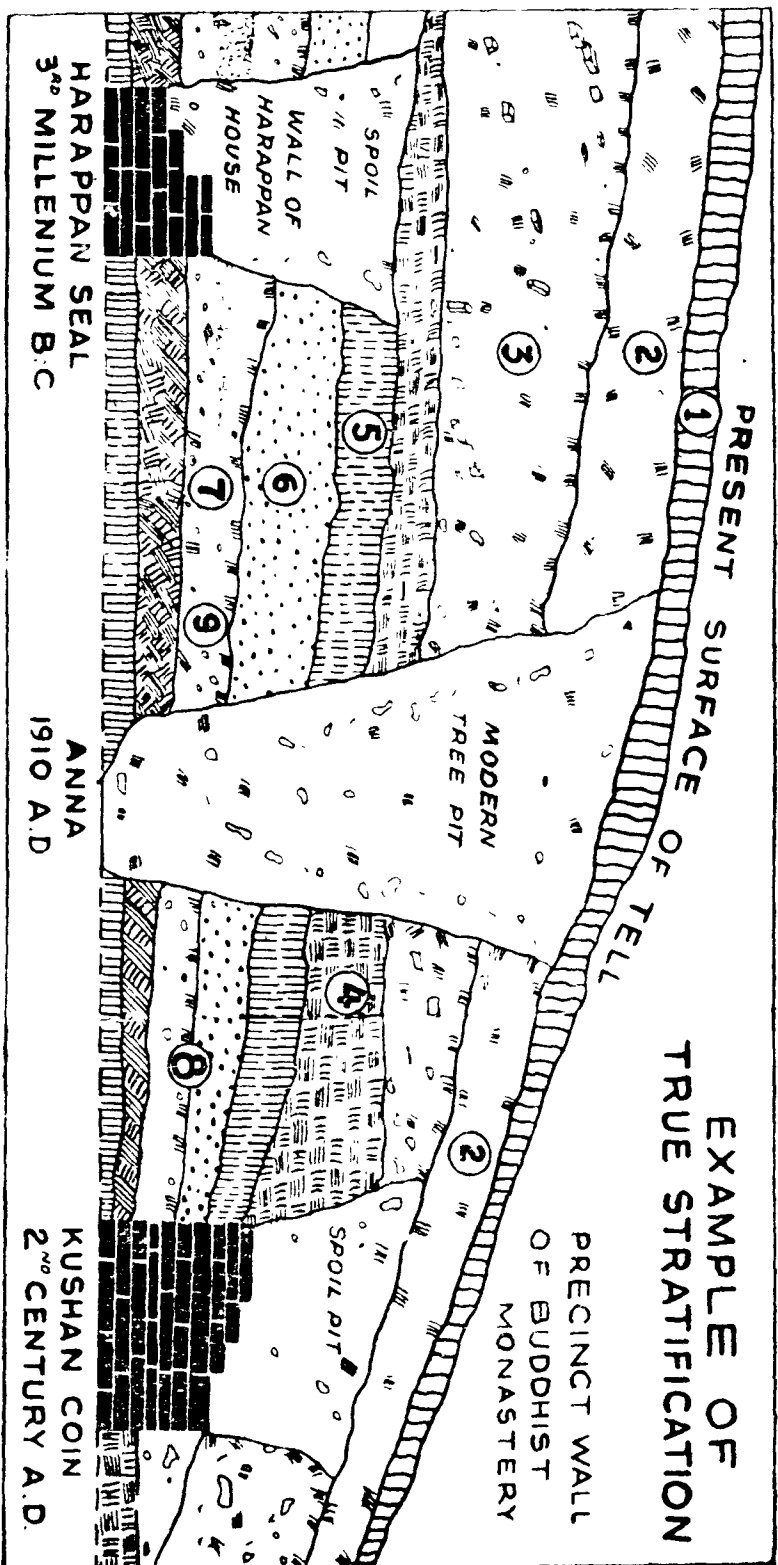 EXAMPLE OF
TRUE STRATIFICATION
PRESENT SURFACE OF TELL
PRECINCT WALL
OF BUDDHIST
MONASTERY
1
2
2
3
4
5
6
7
9
8
SPOIL
PIT
WALL OF
HARAPPAN
HOUSE
MODERN
TREE PIT
SPOIL PIT
HARAPPAN SEAL
3RD MILLENIUM B.C
ANNA
1910 A.D
KUSHAN COIN
2ND CENTURY A.D.